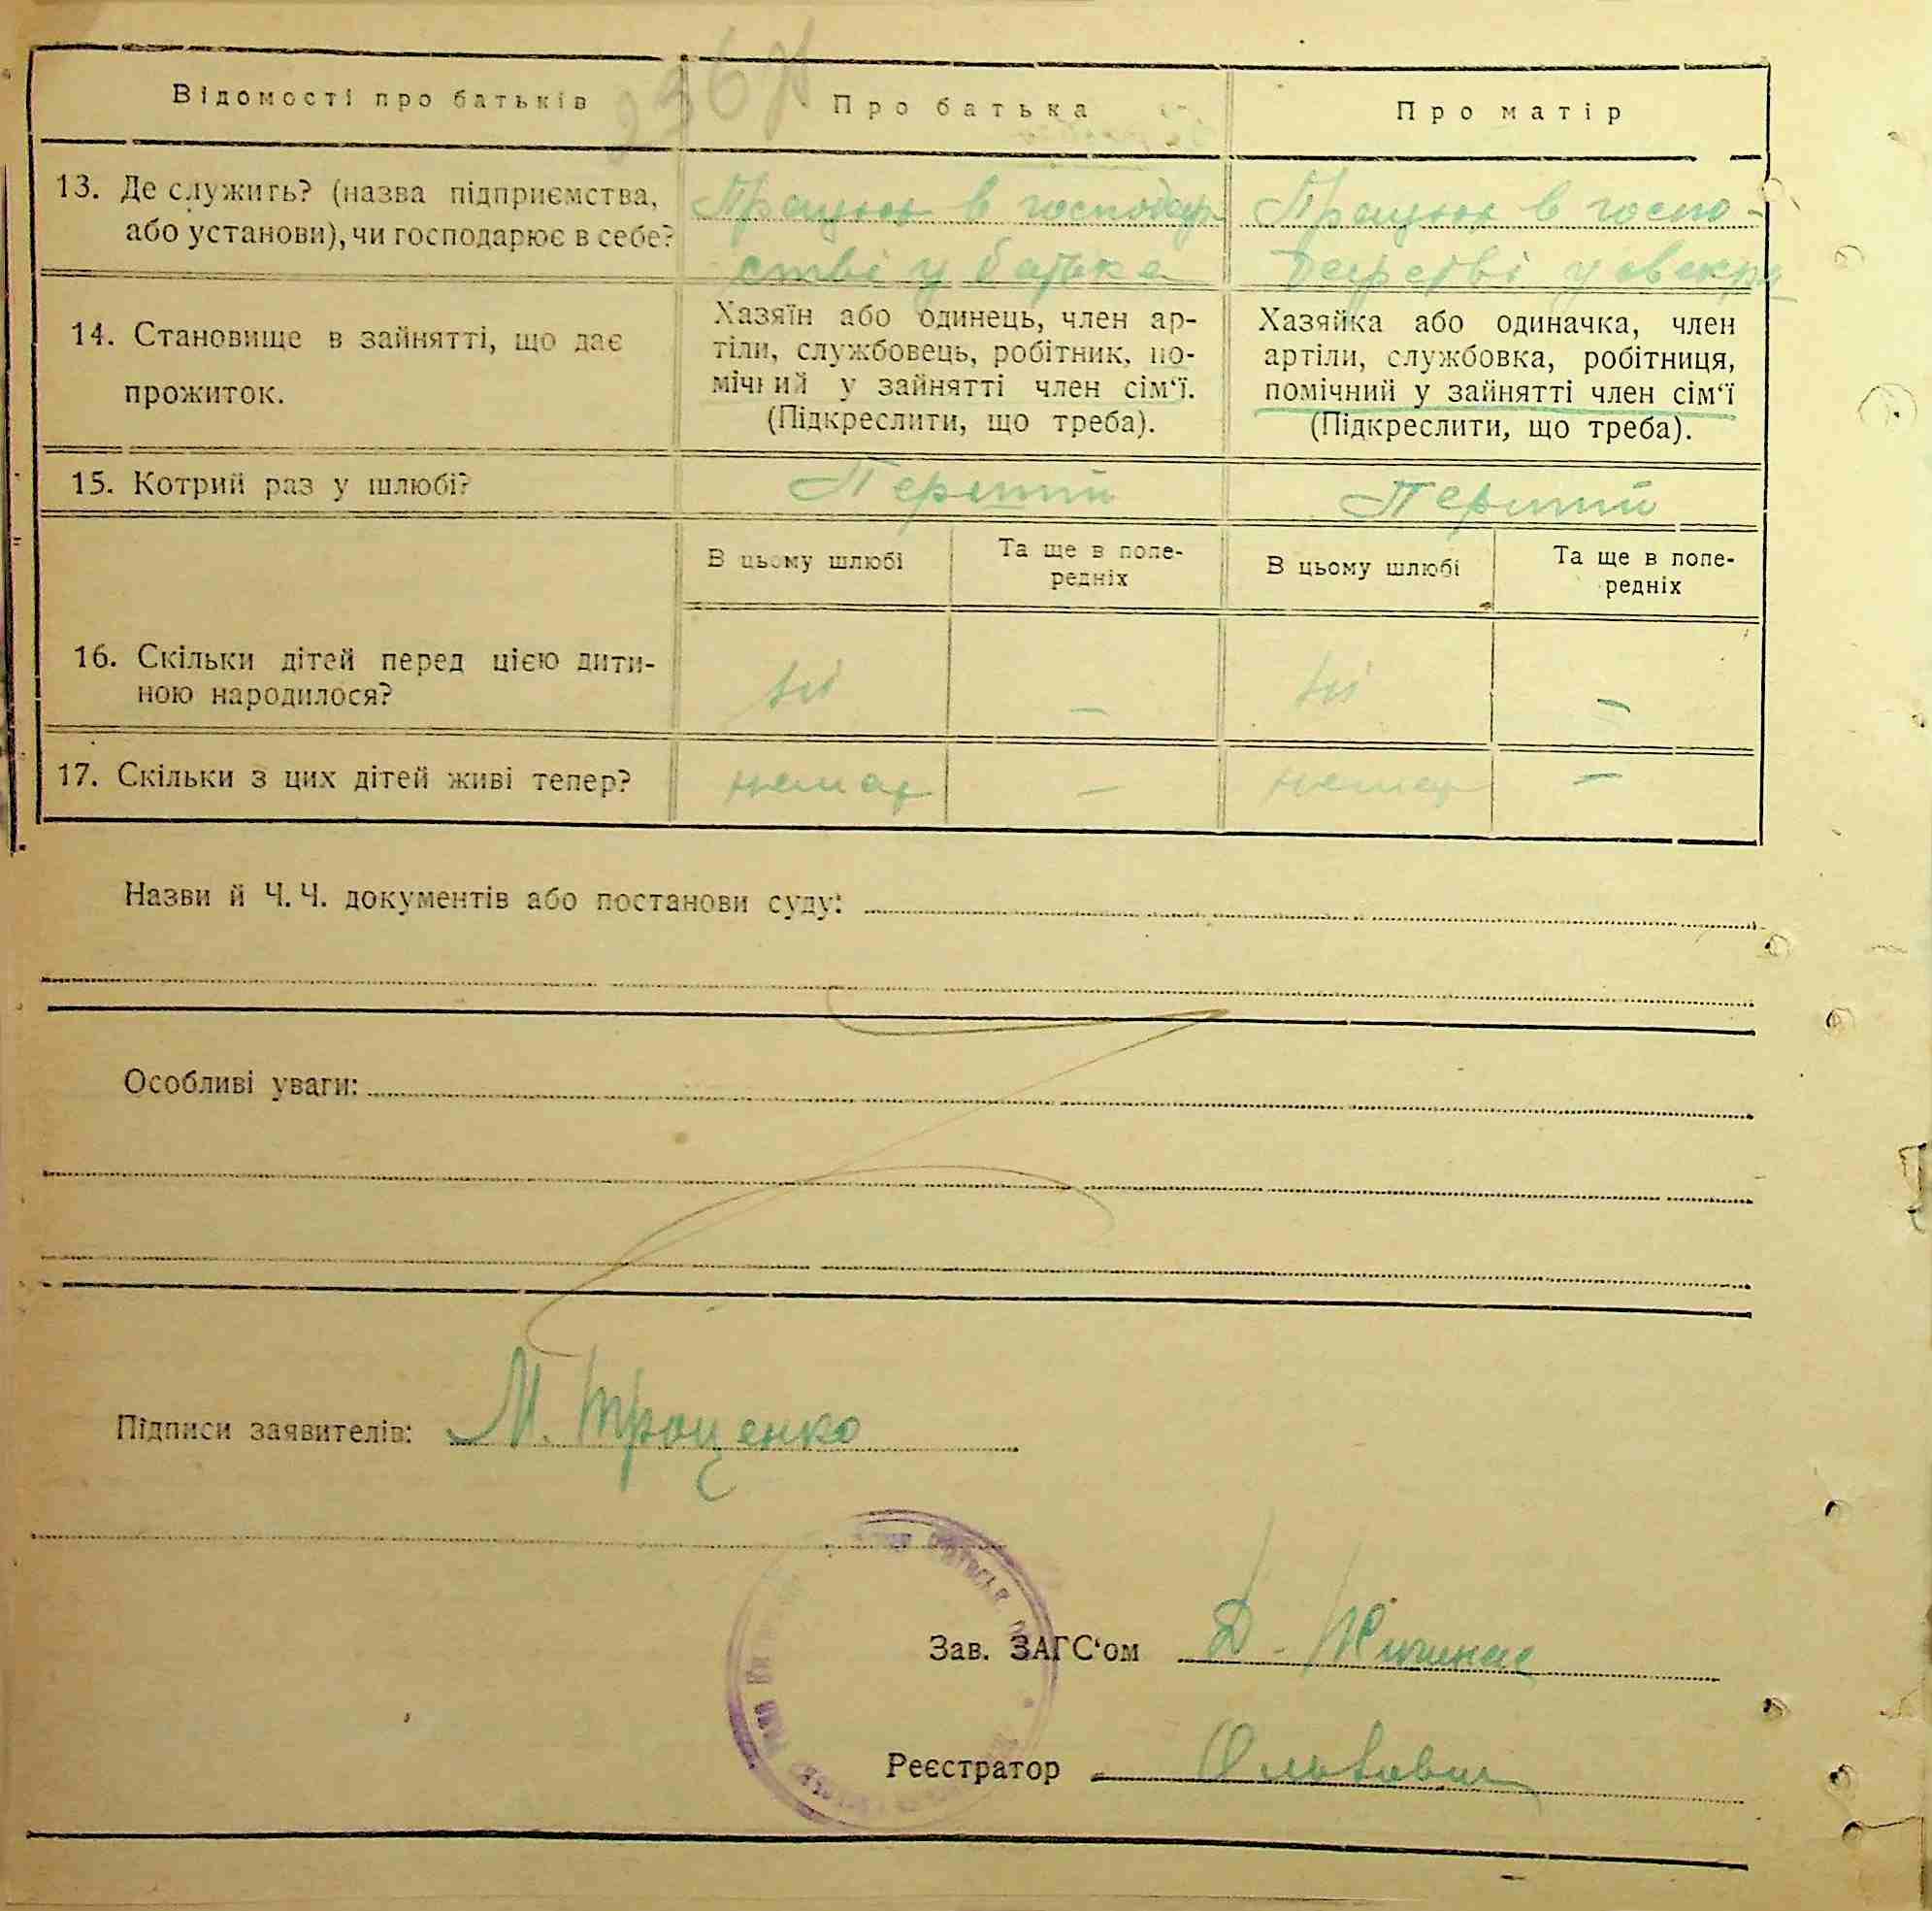 Відомості про батьків
Про батька
Про матір
13. Де служить? (назва підприємства,
або установи), чи господарює в себе?
Працює в господар
стві у батька
Працює в госпо-
дарстві у свекра
14. Становище в зайнятті, що дає
прожиток.
Хазяїн або одинець, член ар-
тіли, службовець, робітник, по-
мічний у зайнятті член сім‘ї.
(Підкреслити, що треба).
Хазяйка або одиначка, член
артіли, службовка, робітниця,
помічний у зайнятті член сім‘ї
(Підкреслити, що треба).
15. Котрий раз у шлюбі?
Перший
Перший
В цьому шлюбі
Та ще в попе-
редніх
В цьому шлюбі
Та ще в попе-
редніх
16. Скільки дітей перед цією дити-
ною народилося?
ні
–
ні
–
17. Скільки з цих дітей живі тепер?
немає
–
немає
–
Назви й Ч. Ч. документів або постанови суду:
Особливі уваги:
Підписи заявителів: М. Троценко
Зав. ЗАГС‘ом Д.
Реєстратор